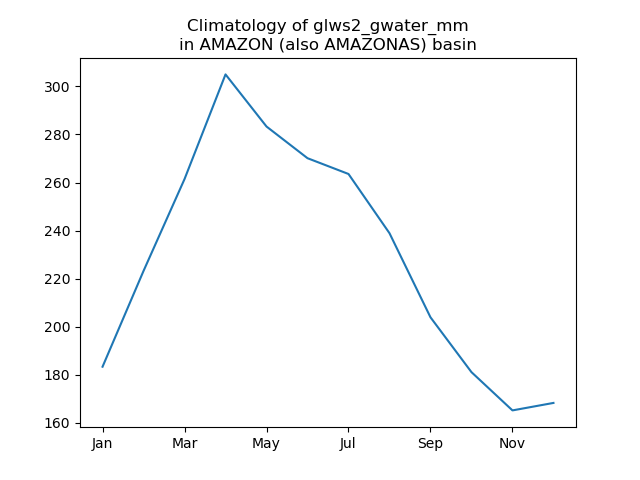 Climatology of glws2_gwater_mm
in AMAZON (also AMAZONAS) basin
300
280
260
240
220
200
180
160
Jan Mar May Jul Sep Nov